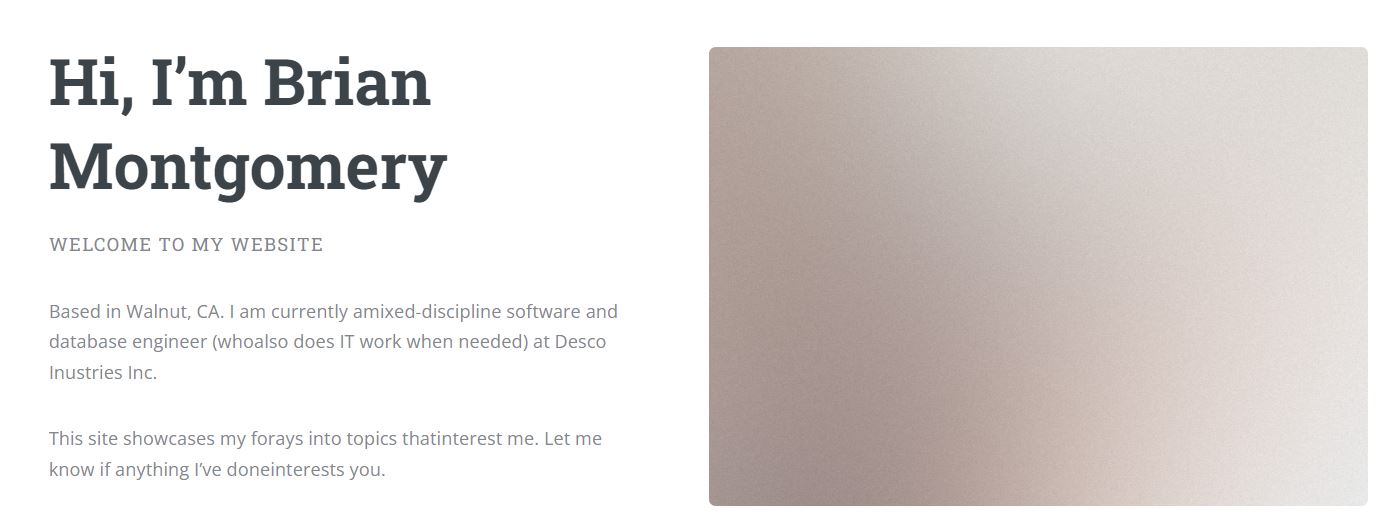 Hi, I’m Brian
Montgomery
WELCOME TO MY WEBSITE
Based in Walnut, CA. I am currently amixed-discipline software and
database engineer (whoalso does IT work when needed) at Desco
Inustries Inc.
This site showcases my forays into topics thatinterest me. Let me
know if anything I’ve doneinterests you.